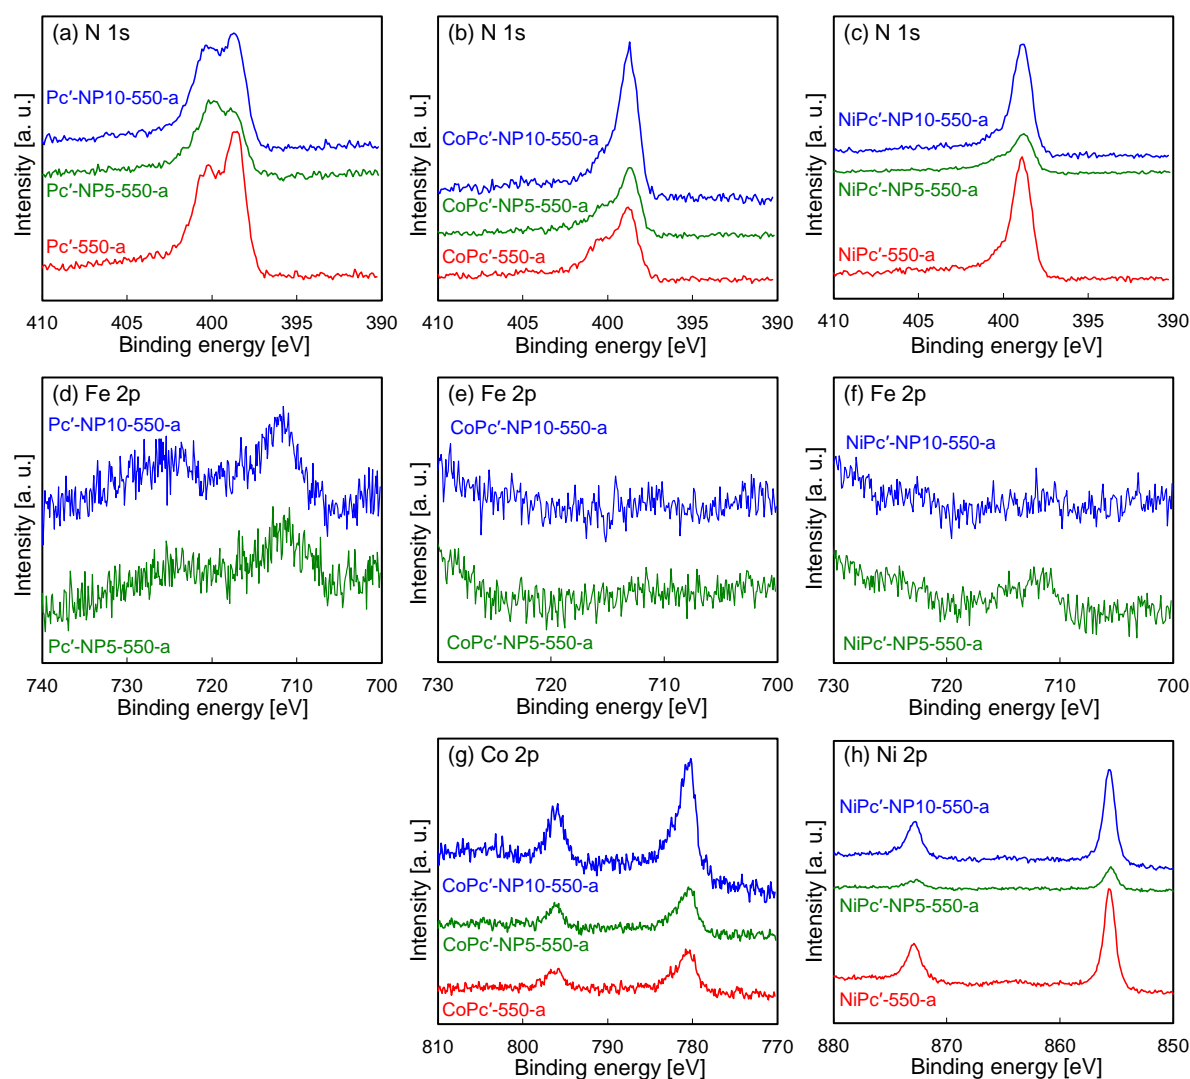 (a) N 1s
Pc′-NP10-550-a
Pc′-NP5-550-a
Pc′-550-a
Intensity [a. u.]
410 405 400 395 390
Binding energy [eV]
(b) N 1s
CoPc′-NP10-550-a
CoPc′-NP5-550-a
CoPc′-550-a
Intensity [a. u.]
410 405 400 395 390
Binding energy [eV]
(c) N 1s
NiPc′-NP10-550-a
NiPc′-NP5-550-a
NiPc′-550-a
Intensity [a. u.]
410 405 400 395 390
Binding energy [eV]
(d) Fe 2p
Pc′-NP10-550-a
Pc′-NP5-550-a
Intensity [a. u.]
740 730 720 710 700
Binding energy [eV]
(e) Fe 2p
CoPc′-NP10-550-a
CoPc′-NP5-550-a
Intensity [a. u.]
730 720 710 700
Binding energy [eV]
(f) Fe 2p
NiPc′-NP10-550-a
NiPc′-NP5-550-a
Intensity [a. u.]
730 720 710 700
Binding energy [eV]
(g) Co 2p
CoPc′-NP10-550-a
CoPc′-NP5-550-a
CoPc′-550-a
Intensity [a. u.]
810 800 790 780 770
Binding energy [eV]
(h) Ni 2p
NiPc′-NP10-550-a
NiPc′-NP5-550-a
NiPc′-550-a
Intensity [a. u.]
880 870 860 850
Binding energy [eV]